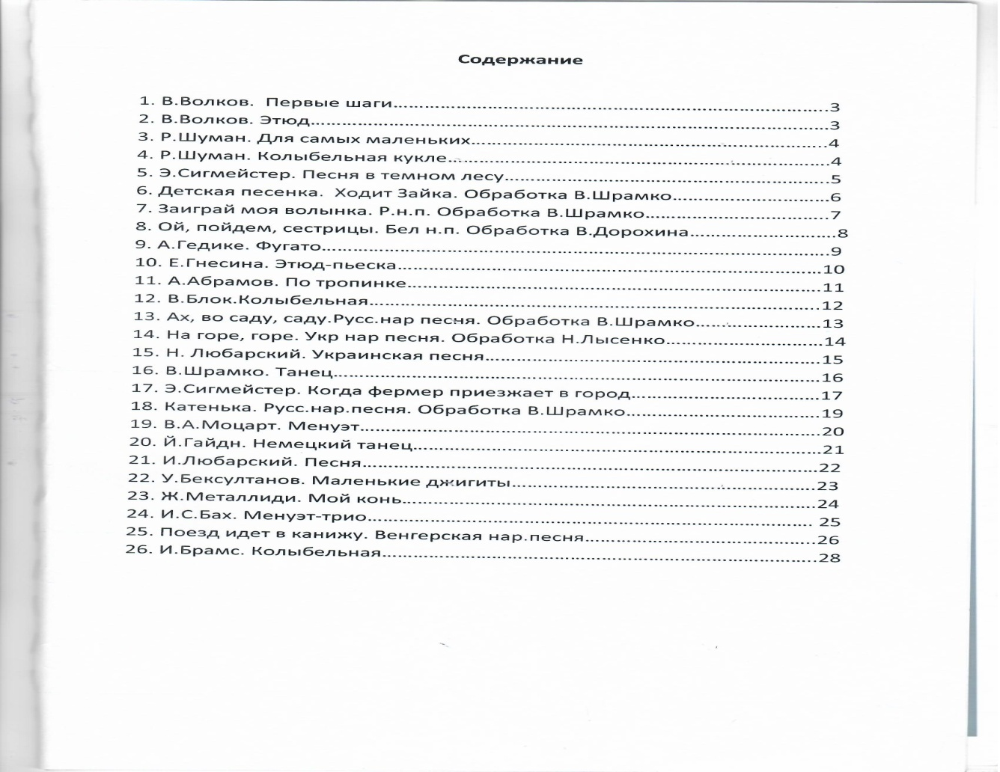 Содержание
1. В.Волков.  Первые шаги....................................................................................3
2. В.Волков. Этюд....................................................................................................3
3. Р.Шуман. Для самых маленьких.....................................................................4
4. Р.Шуман. Колыбельная кукле..........................................................................4
5. Э.Сигмейстер. Песня в темном лесу...............................................................5
6. Детская песенка.  Ходит Зайка. Обработка В.Шрамко..............................6
7. Заиграй моя волынка. Р.н.п. Обработка В.Шрамко....................................7
8. Ой, пойдем, сестрицы. Бел н.п. Обработка В.Дорохина............................8
9. А.Гедике. Фугато..................................................................................................9
10. Е.Гнесина. Этюд-пьеска..................................................................................10
11. А.Абрамов. По тропинке................................................................................11
12. В.Блок.Колыбельная.......................................................................................12
13. Ах, во саду, саду.Русс.нар песня. Обработка В.Шрамко........................13
14. На горе, горе. Укр нар песня. Обработка Н.Лысенко..............................14
15. Н. Любарский. Украинская песня.................................................................15
16. В.Шрамко. Танец..............................................................................................16
17. Э.Сигмейстер. Когда фермер приезжает в город....................................17
18. Катенька. Русс.нар.песня. Обработка В.Шрамко.....................................19
19. В.А.Моцарт. Менуэт.........................................................................................20
20. Й.Гайдн. Немецкий танец...............................................................................21
21. И.Любарский. Песня........................................................................................22
22. У.Бексултанов. Маленькие джигиты...........................................................23
23. Ж.Металлиди. Мой конь................................................................................24
24. И.С.Бах. Менуэт-трио...................................................................................... 25
25. Поезд идет в канижу. Венгерская нар.песня.............................................26
26. И.Брамс. Колыбельная....................................................................................28